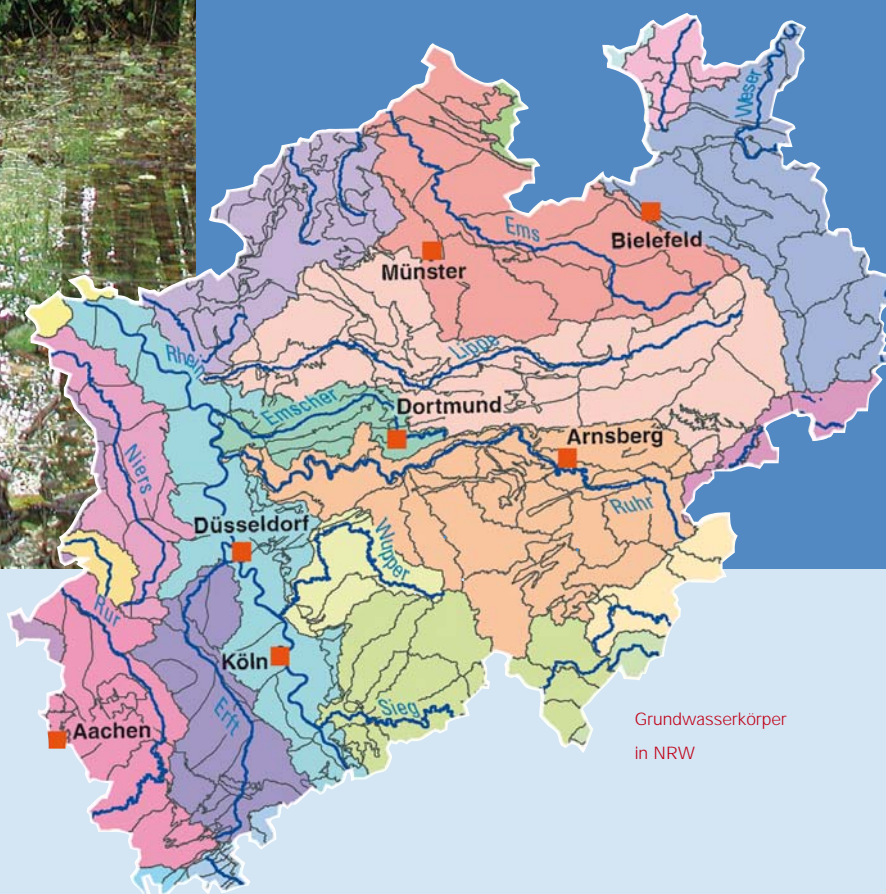 Weser
Ems
Bielefeld
Münster
Rhein
Lippe
Emscher
Dortmund
Arnsberg
Niers
Ruhr
Düsseldorf
Wupper
Rur
Köln
Erft
Sieg
Aachen
Grundwasserkörper
in NRW